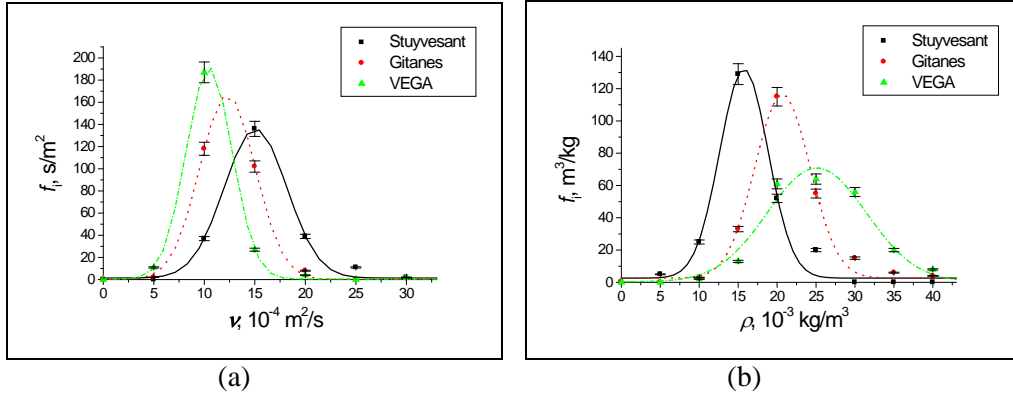 Stuyvesant
Gitanes
VEGA
200
180
160
140
120
100
80
60
40
20
0
f_i, s/m²
0 5 10 15 20 25 30
ν, 10⁻⁴ m²/s
(a)
Stuyvesant
Gitanes
VEGA
140
120
100
80
60
40
20
0
f_i, m³/kg
0 5 10 15 20 25 30 35 40
ρ, 10⁻³ kg/m³
(b)